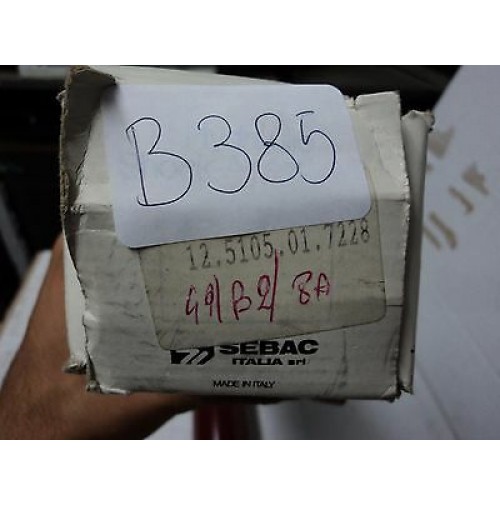 B385
12.5105.01.7228
49/B2/8A
SEBAC
ITALIA srl
MADE IN ITALY